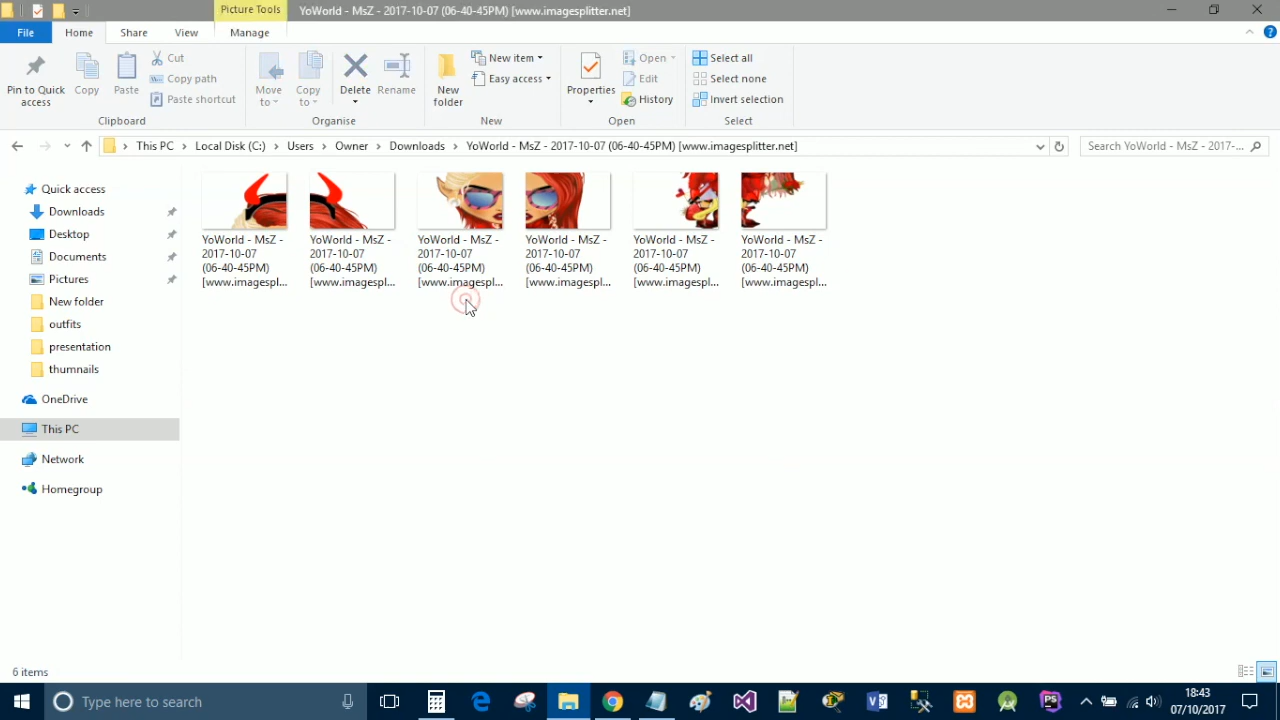 Picture Tools
YoWorld - MsZ - 2017-10-07 (06-40-45PM) [www.imagesplitter.net]
File
Home
Share
View
Manage
Pin to Quick
access
Copy
Paste
Cut
Copy path
Paste shortcut
Clipboard
Move
to
Copy
to
Delete
Rename
Organise
New
folder
New item
Easy access
New
Properties
Open
Edit
History
Open
Select all
Select none
Invert selection
Select
This PC > Local Disk (C:) > Users > Owner > Downloads > YoWorld - MsZ - 2017-10-07 (06-40-45PM) [www.imagesplitter.net]
Search YoWorld - MsZ - 2017-...
Quick access
Downloads
Desktop
Documents
Pictures
New folder
outfits
presentation
thumnails
OneDrive
This PC
Network
Homegroup
YoWorld - MsZ -
2017-10-07
(06-40-45PM)
[www.imagespl...
YoWorld - MsZ -
2017-10-07
(06-40-45PM)
[www.imagespl...
YoWorld - MsZ -
2017-10-07
(06-40-45PM)
[www.imagespl...
YoWorld - MsZ -
2017-10-07
(06-40-45PM)
[www.imagespl...
YoWorld - MsZ -
2017-10-07
(06-40-45PM)
[www.imagespl...
YoWorld - MsZ -
2017-10-07
(06-40-45PM)
[www.imagespl...
6 items
Type here to search
18:43
07/10/2017